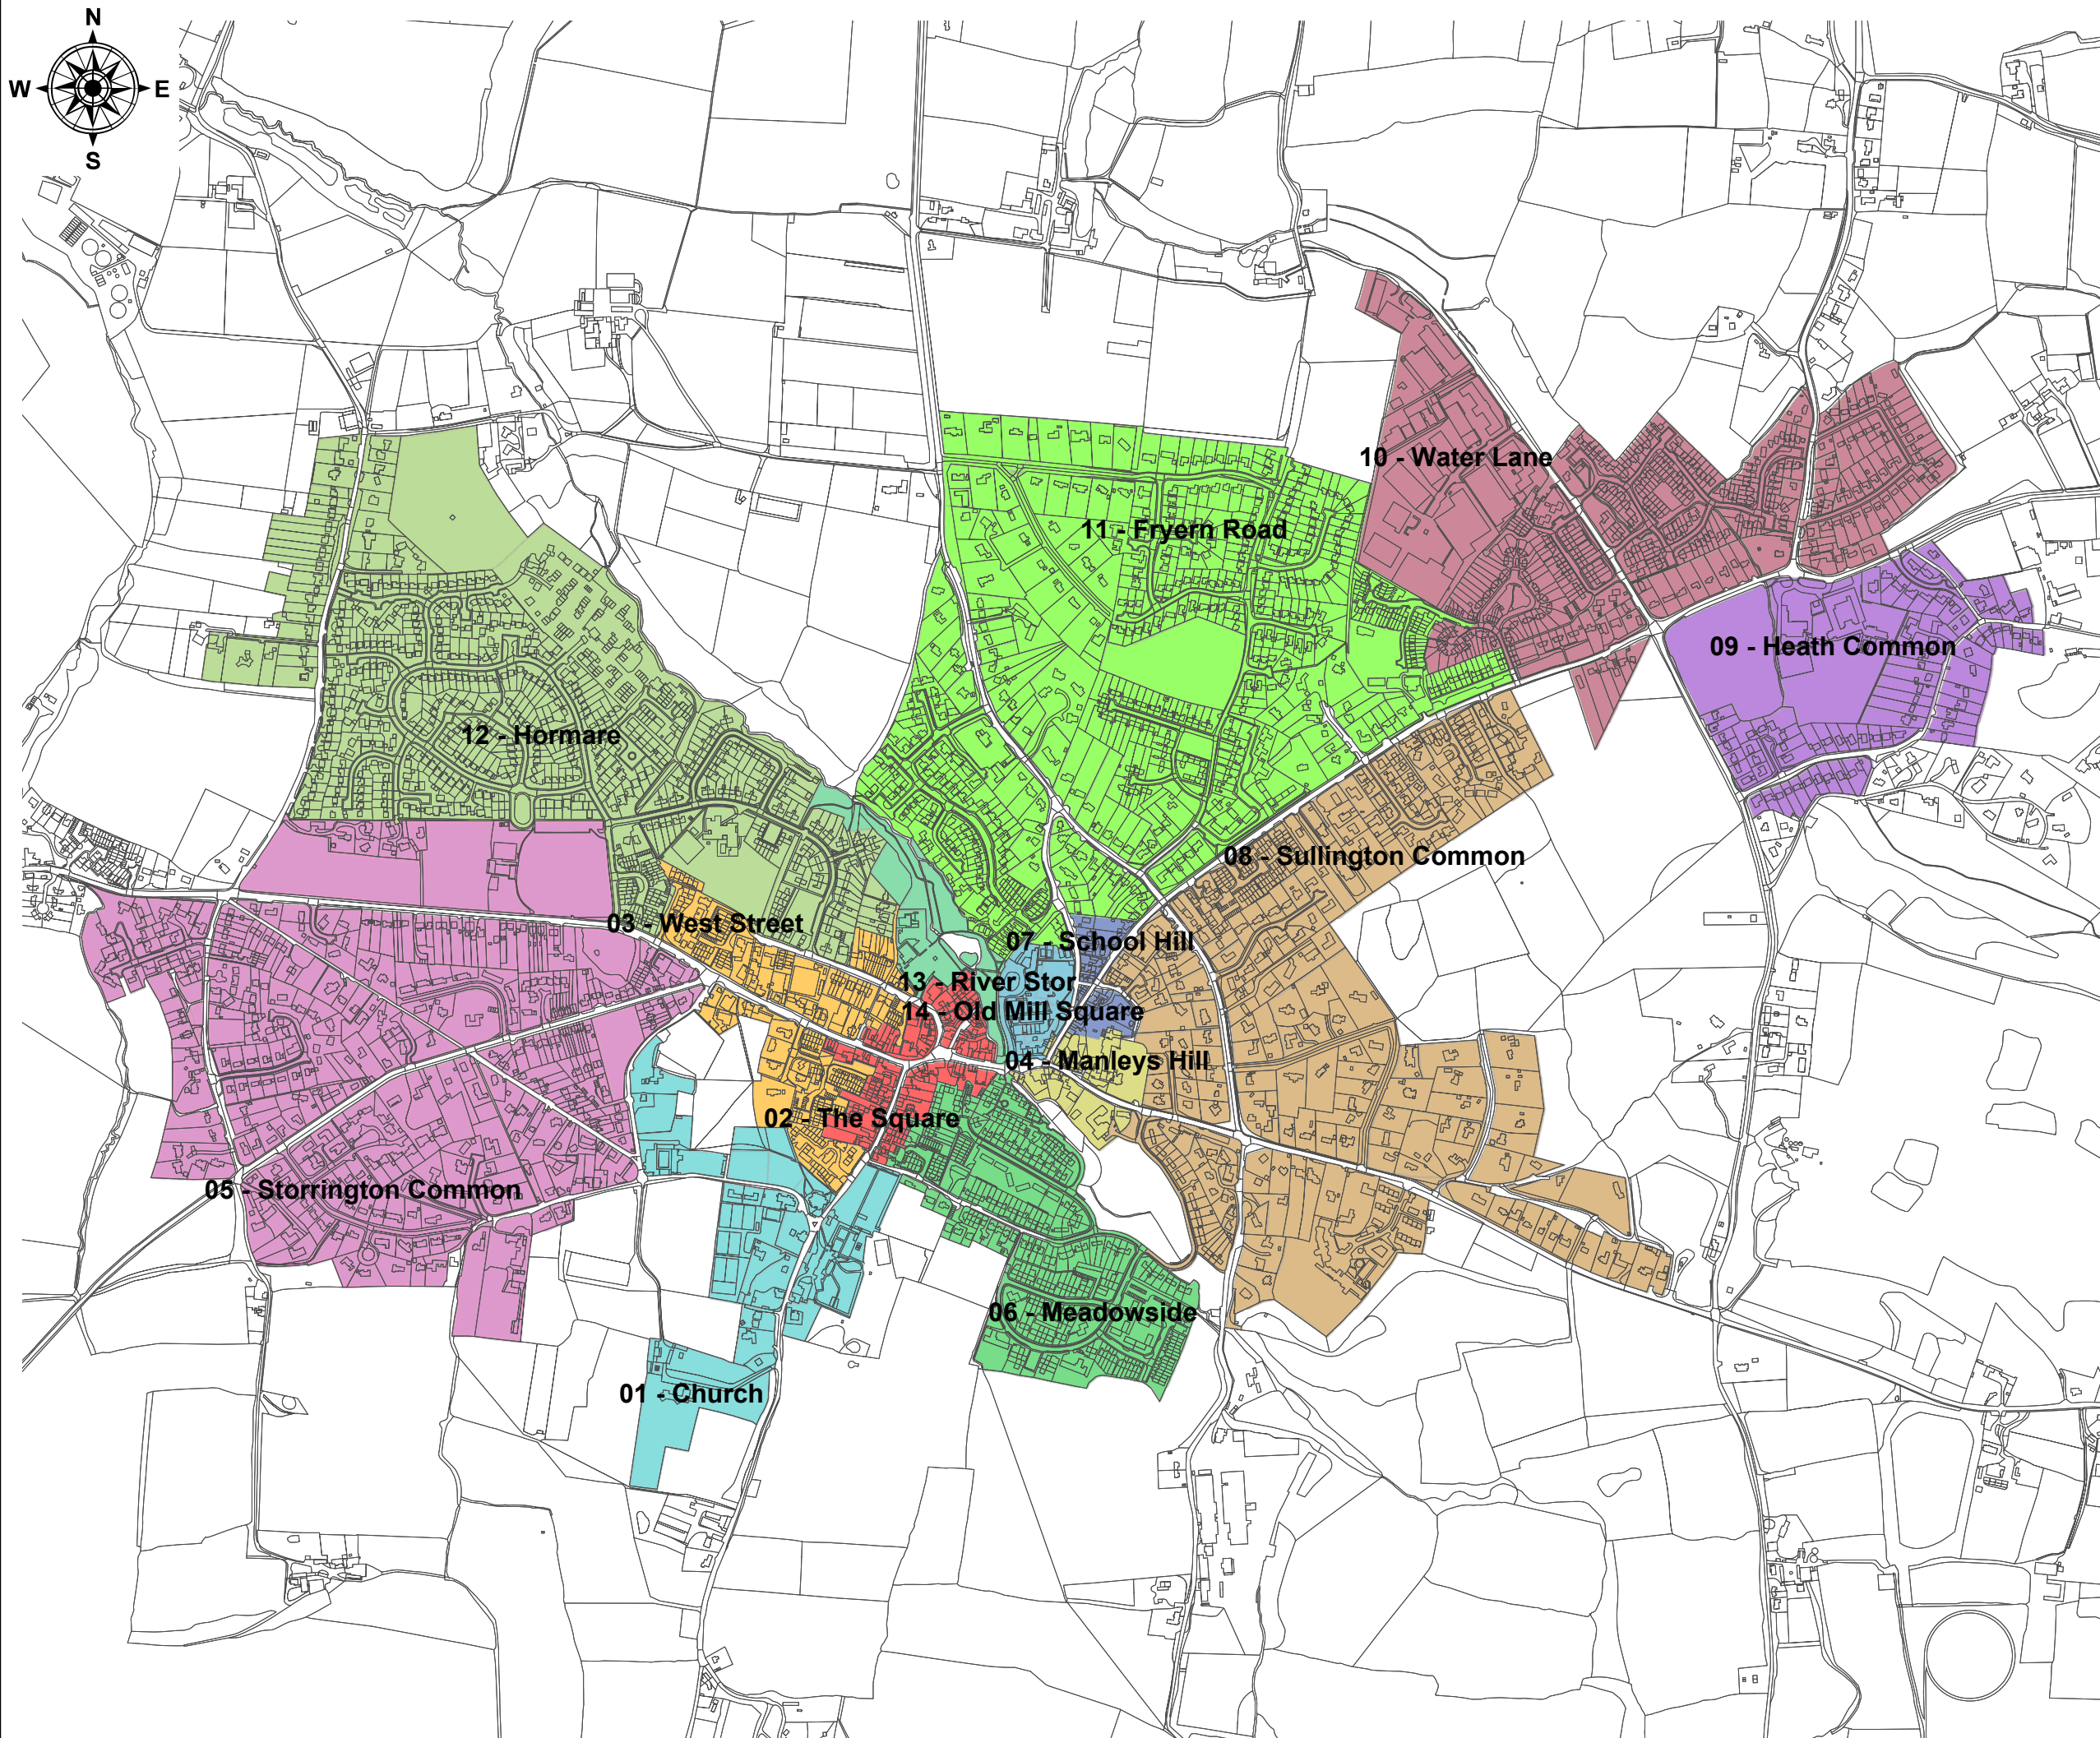 N
W E
S
10 - Water Lane
11 - Fryern Road
09 - Heath Common
12 - Hormare
08 - Sullington Common
03 - West Street
07 - School Hill
13 - River Stor
14 - Old Mill Square
04 - Manleys Hill
02 - The Square
05 - Storrington Common
06 - Meadowside
01 - Church